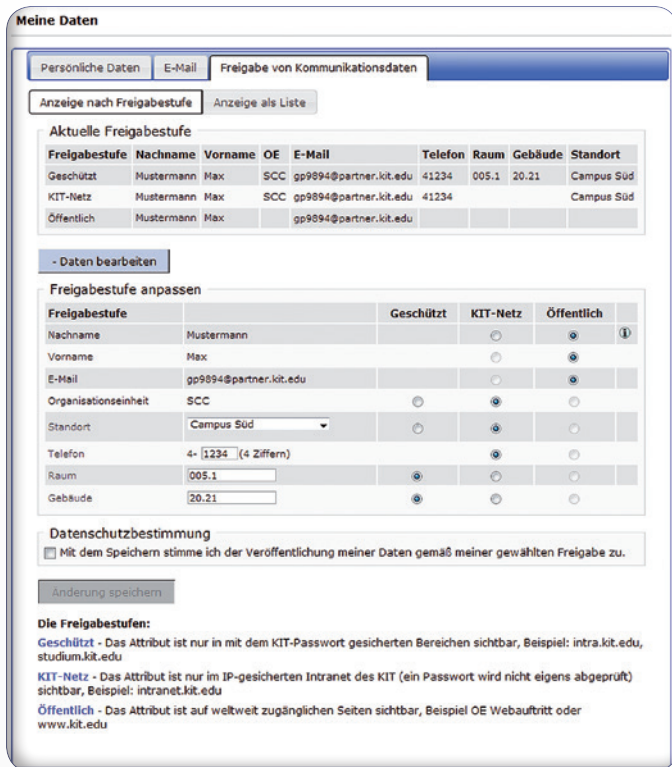 Meine Daten
Persönliche Daten E-Mail Freigabe von Kommunikationsdaten
Anzeige nach Freigabestufe Anzeige als Liste
Aktuelle Freigabestufe
Freigabestufe Nachname Vorname OE E-Mail Telefon Raum Gebäude Standort
Geschützt Mustermann Max SCC gp9894@partner.kit.edu 41234 005.1 20.21 Campus Süd
KIT-Netz Mustermann Max SCC gp9894@partner.kit.edu 41234 Campus Süd
Öffentlich Mustermann Max gp9894@partner.kit.edu
- Daten bearbeiten
Freigabestufe anpassen
Freigabestufe Geschützt KIT-Netz Öffentlich
Nachname Mustermann
Vorname Max
E-Mail gp9894@partner.kit.edu
Organisationseinheit SCC
Standort Campus Süd
Telefon 4- 1234 (4 Ziffern)
Raum 005.1
Gebäude 20.21
Datenschutzbestimmung
Mit dem Speichern stimme ich der Veröffentlichung meiner Daten gemäß meiner gewählten Freigabe zu.
Änderung speichern
Die Freigabestufen:
Geschützt - Das Attribut ist nur in mit dem KIT-Passwort gesicherten Bereichen sichtbar, Beispiel: intra.kit.edu,
studium.kit.edu
KIT-Netz - Das Attribut ist nur im IP-gesicherten Intranet des KIT (ein Passwort wird nicht eigens abgeprüft)
sichtbar, Beispiel: intranet.kit.edu
Öffentlich - Das Attribut ist auf weltweit zugänglichen Seiten sichtbar, Beispiel OE Webauftritt oder
www.kit.edu